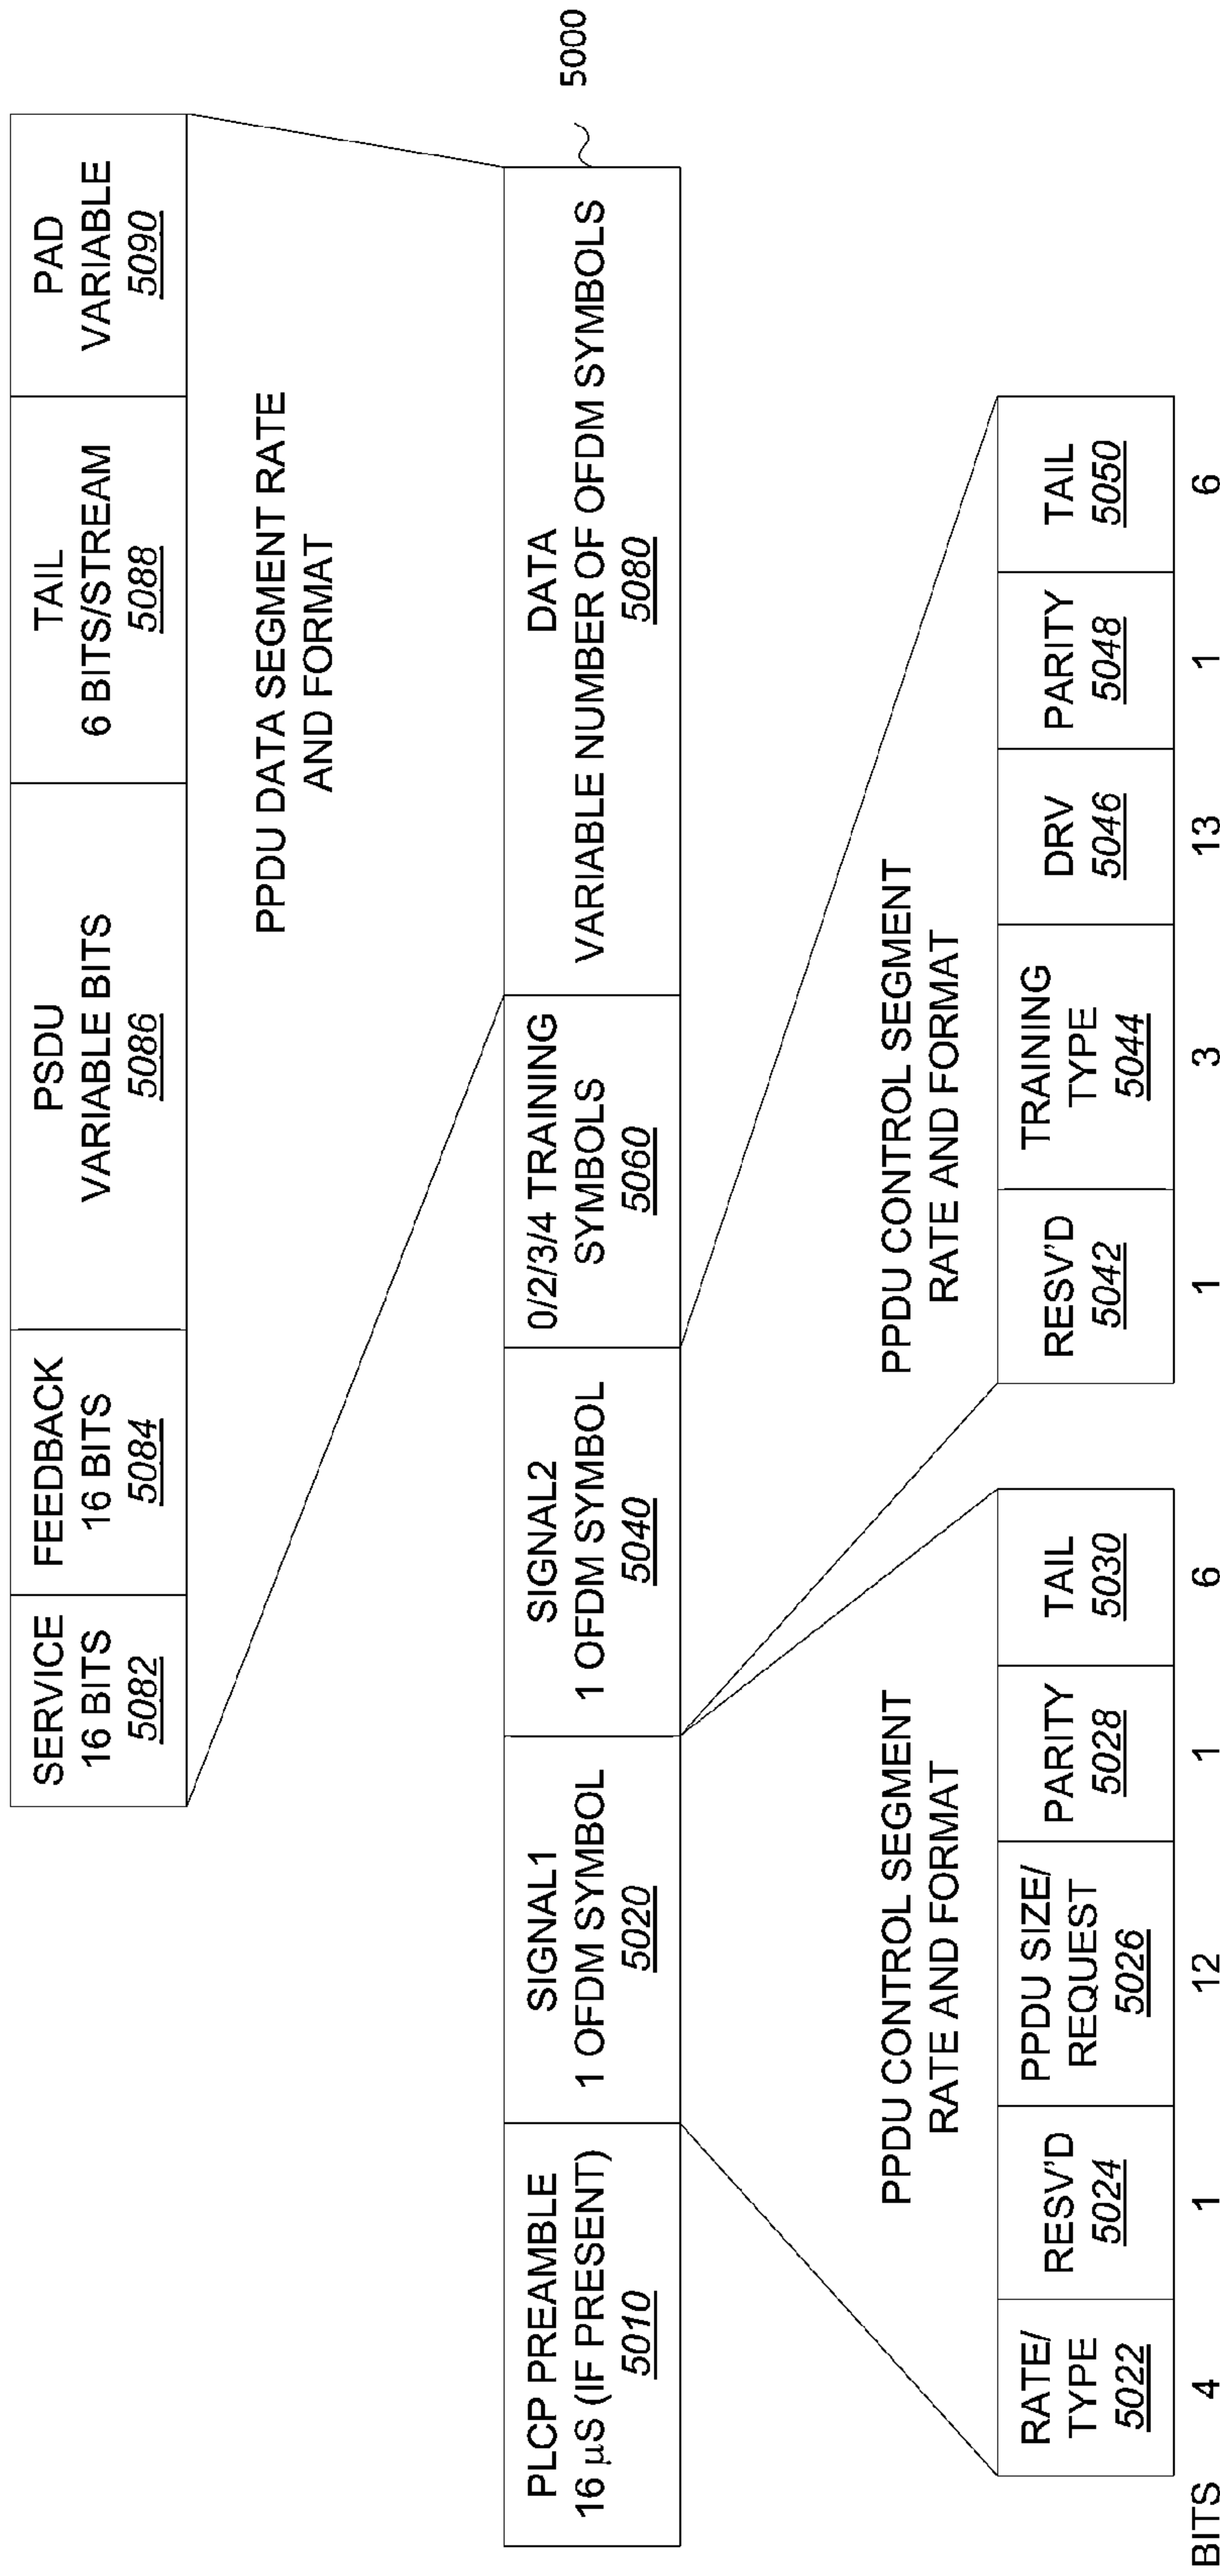 SERVICE
16 BITS
5082
FEEDBACK
16 BITS
5084
PSDU
VARIABLE BITS
5086
TAIL
6 BITS/STREAM
5088
PAD
VARIABLE
5090
PPDU DATA SEGMENT RATE
AND FORMAT
PLCP PREAMBLE
16 μS (IF PRESENT)
5010
SIGNAL1
1 OFDM SYMBOL
5020
SIGNAL2
1 OFDM SYMBOL
5040
0/2/3/4 TRAINING
SYMBOLS
5060
DATA
VARIABLE NUMBER OF OFDM SYMBOLS
5080
5000
PPDU CONTROL SEGMENT
RATE AND FORMAT
PPDU CONTROL SEGMENT
RATE AND FORMAT
RATE/
TYPE
5022
RESV'D
5024
PPDU SIZE/
REQUEST
5026
PARITY
5028
TAIL
5030
RESV'D
5042
TRAINING
TYPE
5044
DRV
5046
PARITY
5048
TAIL
5050
BITS 4 1 12 1 6 1 3 13 1 6